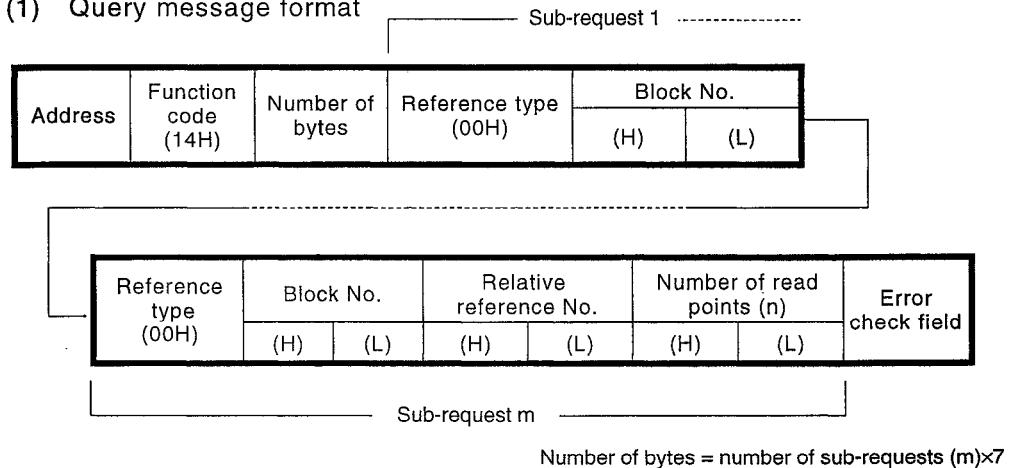 (1) Query message format
Sub-request 1
Address
Function code (14H)
Number of bytes
Reference type (00H)
Block No.
(H) (L)
Reference type (00H)
Block No.
(H) (L)
Relative reference No.
(H) (L)
Number of read points (n)
(H) (L)
Error check field
Sub-request m
Number of bytes = number of sub-requests (m)×7